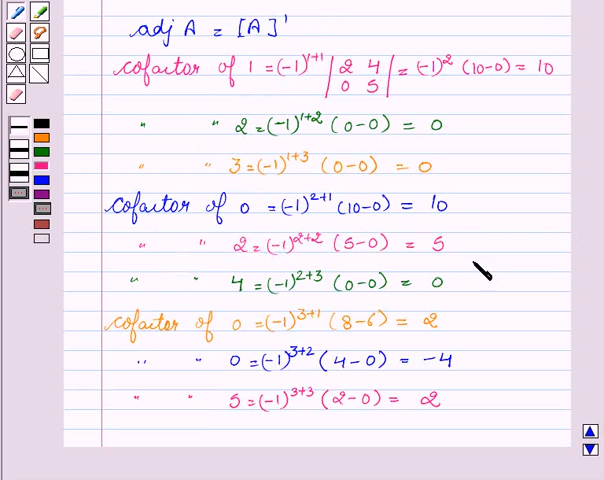 adj A = [A]'
cofactor of 1 = (-1)^{1+1} | 2 4 / 0 5 | = (-1)^2 (10-0) = 10
" " 2 = (-1)^{1+2} (0-0) = 0
" " 3 = (-1)^{1+3} (0-0) = 0
cofactor of 0 = (-1)^{2+1} (10-0) = 10
" " 2 = (-1)^{2+2} (5-0) = 5
" " 4 = (-1)^{2+3} (0-0) = 0
cofactor of 0 = (-1)^{3+1} (8-6) = 2
" " 0 = (-1)^{3+2} (4-0) = -4
" " 5 = (-1)^{3+3} (2-0) = 2